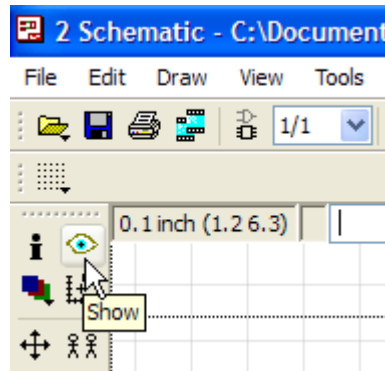 2 Schematic - C:\Document
File Edit Draw View Tools
1/1
0.1 inch (1.2 6.3)
Show